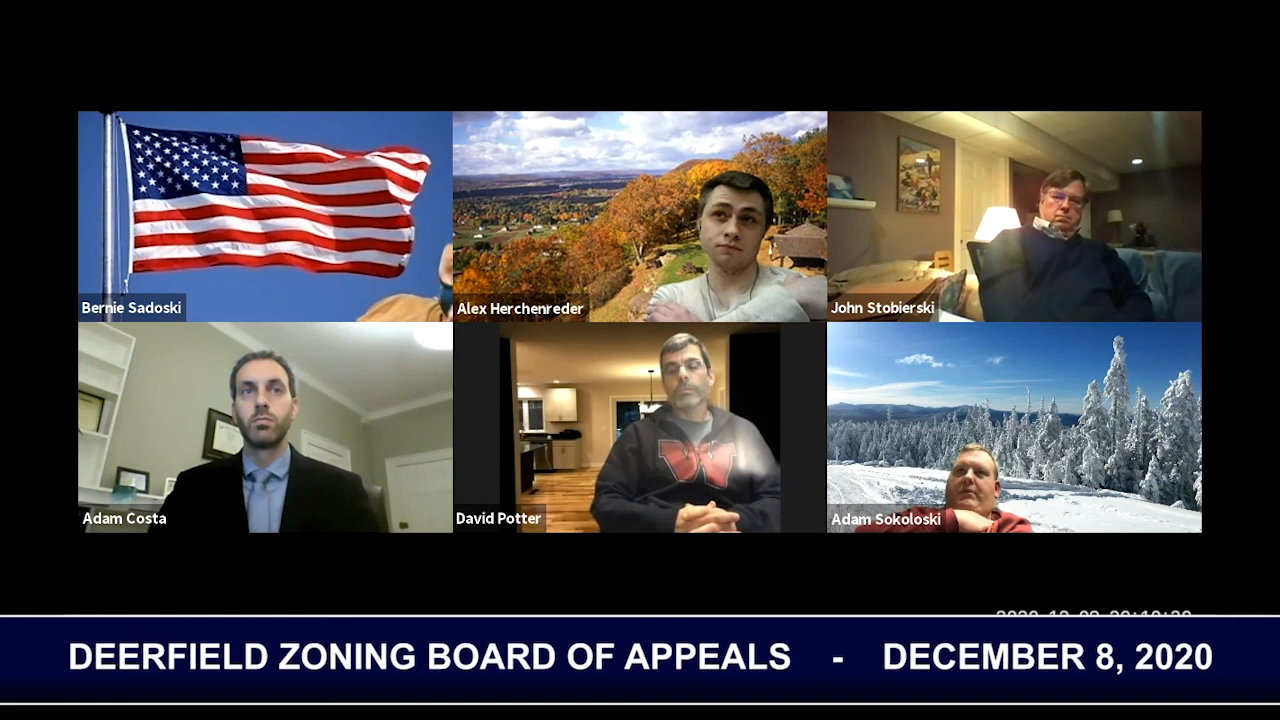 Bernie Sadoski
Alex Herchenreder
John Stobierski
W
Adam Costa
David Potter
Adam Sokoloski
DEERFIELD ZONING BOARD OF APPEALS - DECEMBER 8, 2020